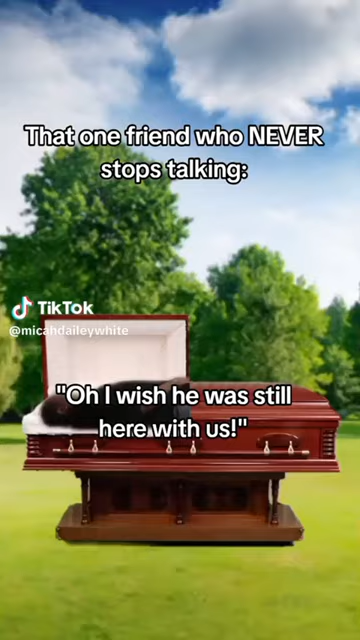 That one friend who NEVER
stops talking:
TikTok
@micahdaileywhite
"Oh I wish he was still
here with us!"